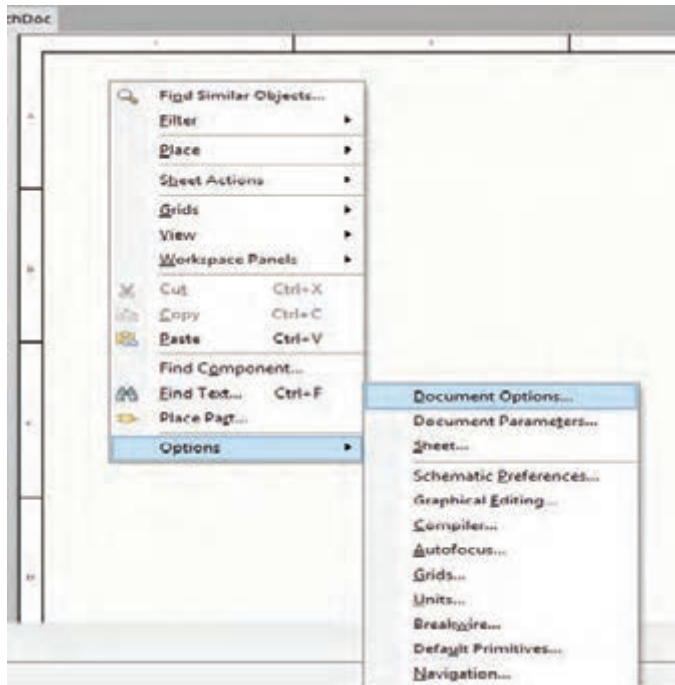 chDoc
Find Similar Objects...
Filter
Place
Sheet Actions
Grids
View
Workspace Panels
Cut Ctrl+X
Copy Ctrl+C
Paste Ctrl+V
Find Component...
Find Text... Ctrl+F
Place Part...
Options
Document Options...
Document Parameters...
Sheet...
Schematic Preferences...
Graphical Editing...
Compiler...
Autofocus...
Grids...
Units...
Breakwire...
Default Primitives...
Navigation...